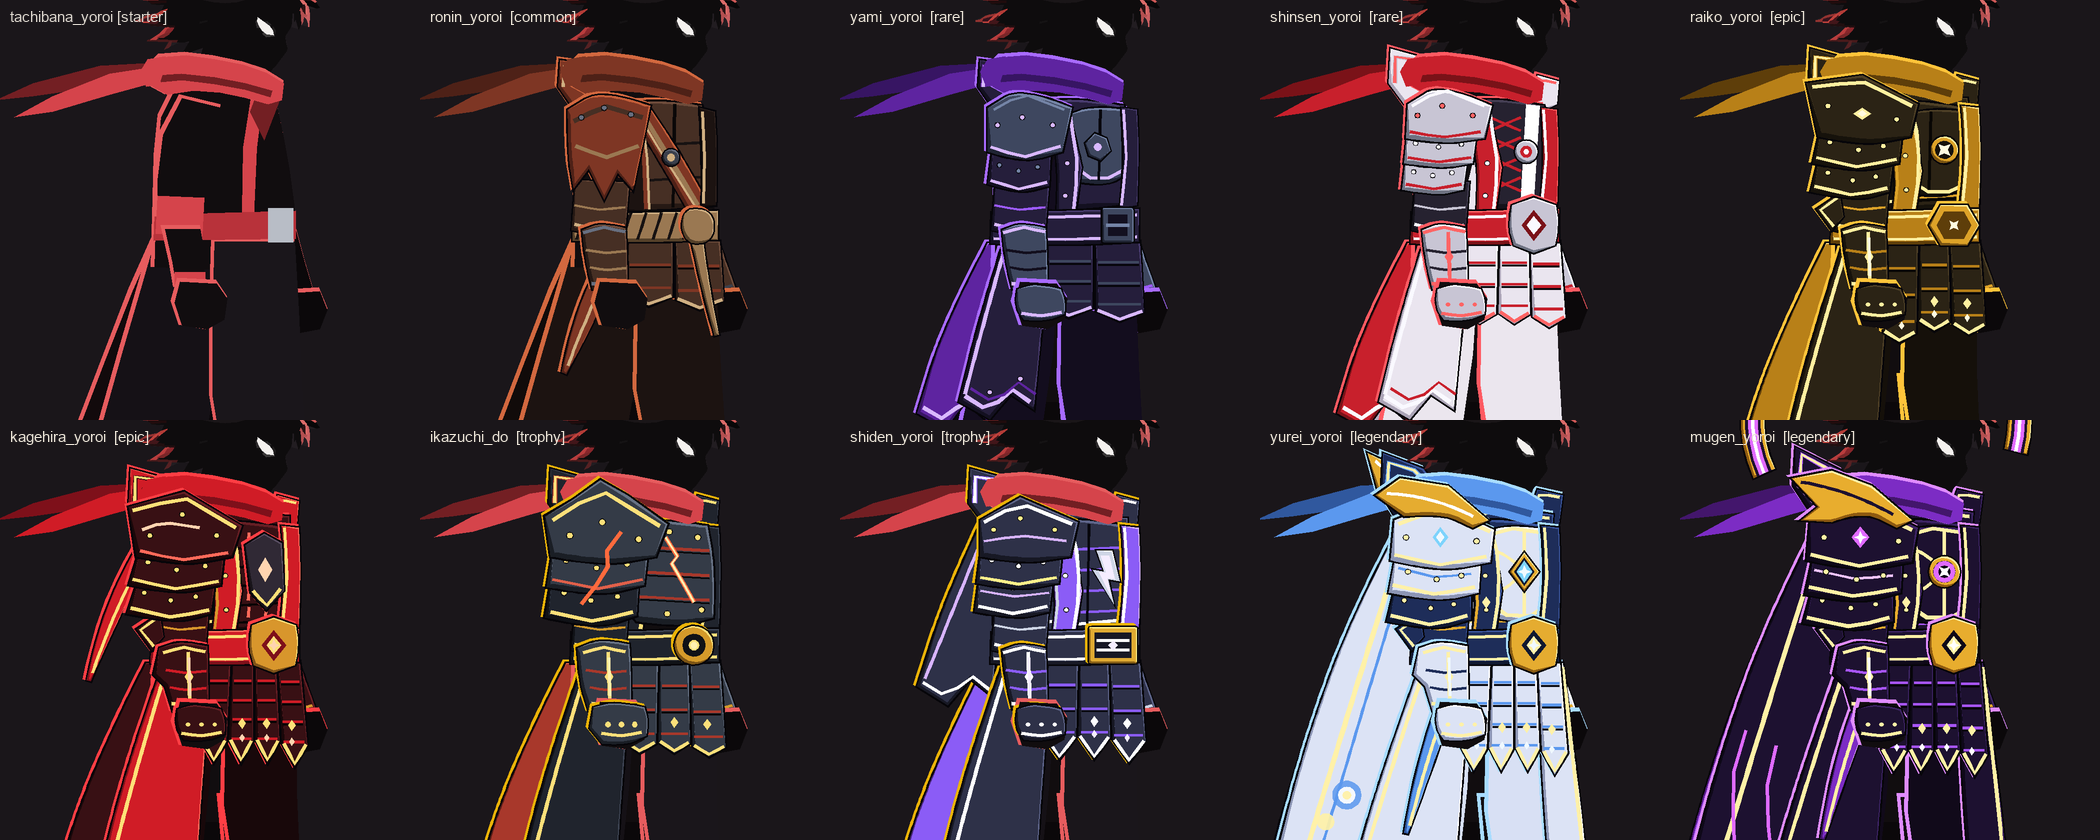 tachibana_yoroi [starter]
ronin_yoroi [common]
yami_yoroi [rare]
shinsen_yoroi [rare]
raiko_yoroi [epic]
kagehira_yoroi [epic]
ikazuchi_do [trophy]
shiden_yoroi [trophy]
yurei_yoroi [legendary]
mugen_yoroi [legendary]